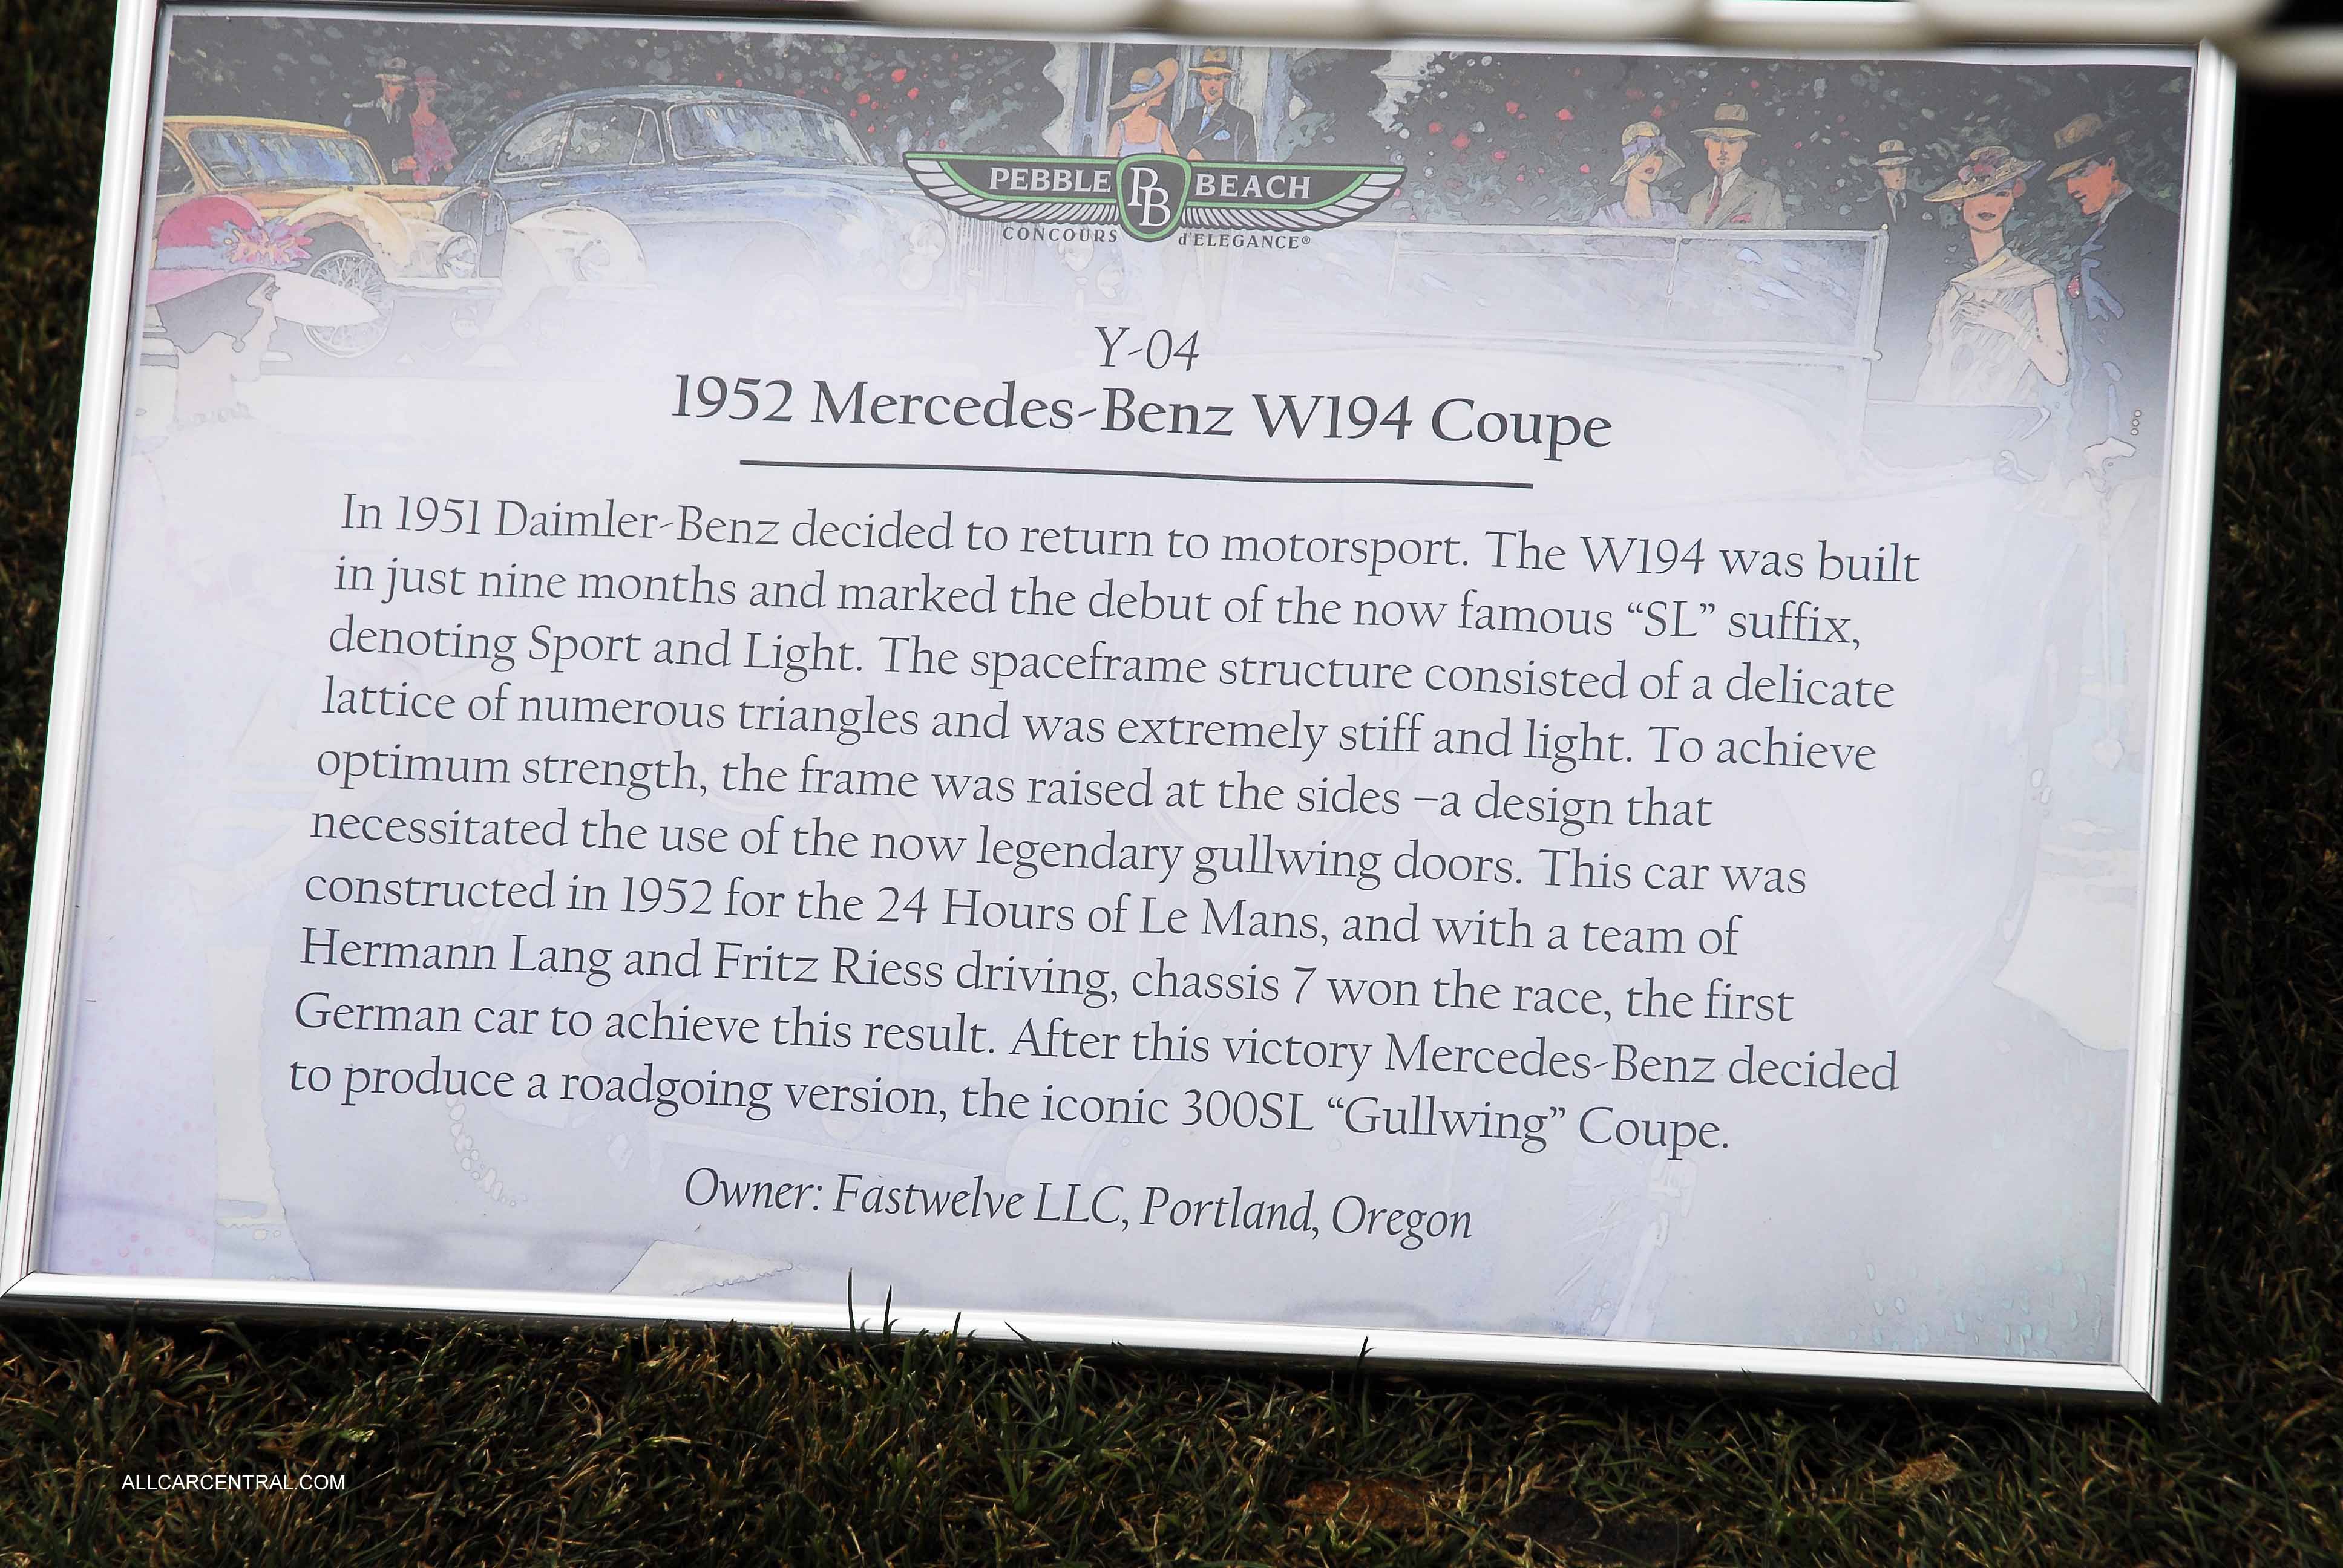 PEBBLE PB BEACH
CONCOURS d'ELEGANCE®
Y-04
1952 Mercedes-Benz W194 Coupe
In 1951 Daimler-Benz decided to return to motorsport. The W194 was built
in just nine months and marked the debut of the now famous “SL” suffix,
denoting Sport and Light. The spaceframe structure consisted of a delicate
lattice of numerous triangles and was extremely stiff and light. To achieve
optimum strength, the frame was raised at the sides –a design that
necessitated the use of the now legendary gullwing doors. This car was
constructed in 1952 for the 24 Hours of Le Mans, and with a team of
Hermann Lang and Fritz Riess driving, chassis 7 won the race, the first
German car to achieve this result. After this victory Mercedes-Benz decided
to produce a roadgoing version, the iconic 300SL “Gullwing” Coupe.
Owner: Fastwelve LLC, Portland, Oregon
ALLCARCENTRAL.COM